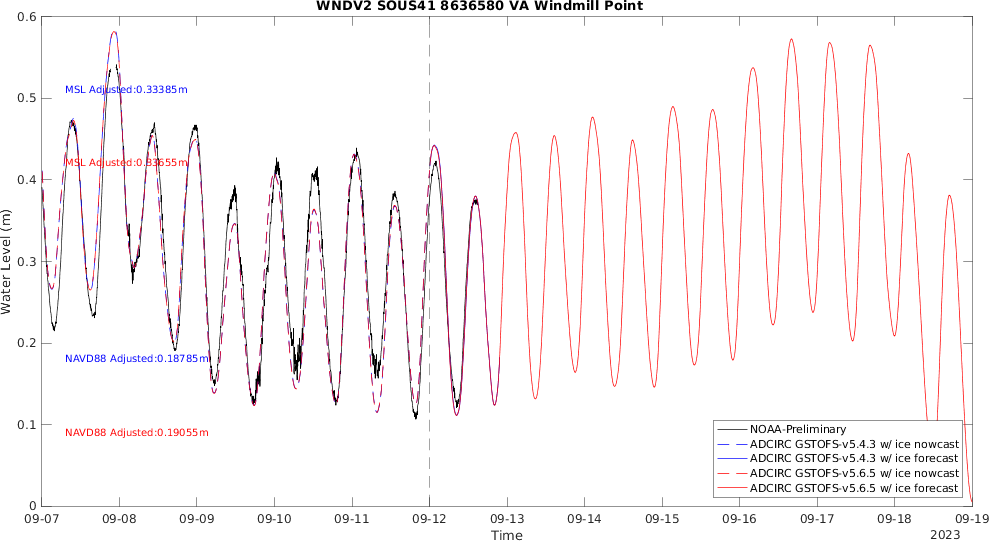 WNDV2 SOUS41 8636580 VA Windmill Point
0.6
0.5
0.4
0.3
0.2
0.1
0
Water Level (m)
MSL Adjusted:0.33385m
MSL Adjusted:0.33655m
NAVD88 Adjusted:0.18785m
NAVD88 Adjusted:0.19055m
NOAA-Preliminary
ADCIRC GSTOFS-v5.4.3 w/ ice nowcast
ADCIRC GSTOFS-v5.4.3 w/ ice forecast
ADCIRC GSTOFS-v5.6.5 w/ ice nowcast
ADCIRC GSTOFS-v5.6.5 w/ ice forecast
09-07 09-08 09-09 09-10 09-11 09-12 09-13 09-14 09-15 09-16 09-17 09-18 09-19
Time
2023